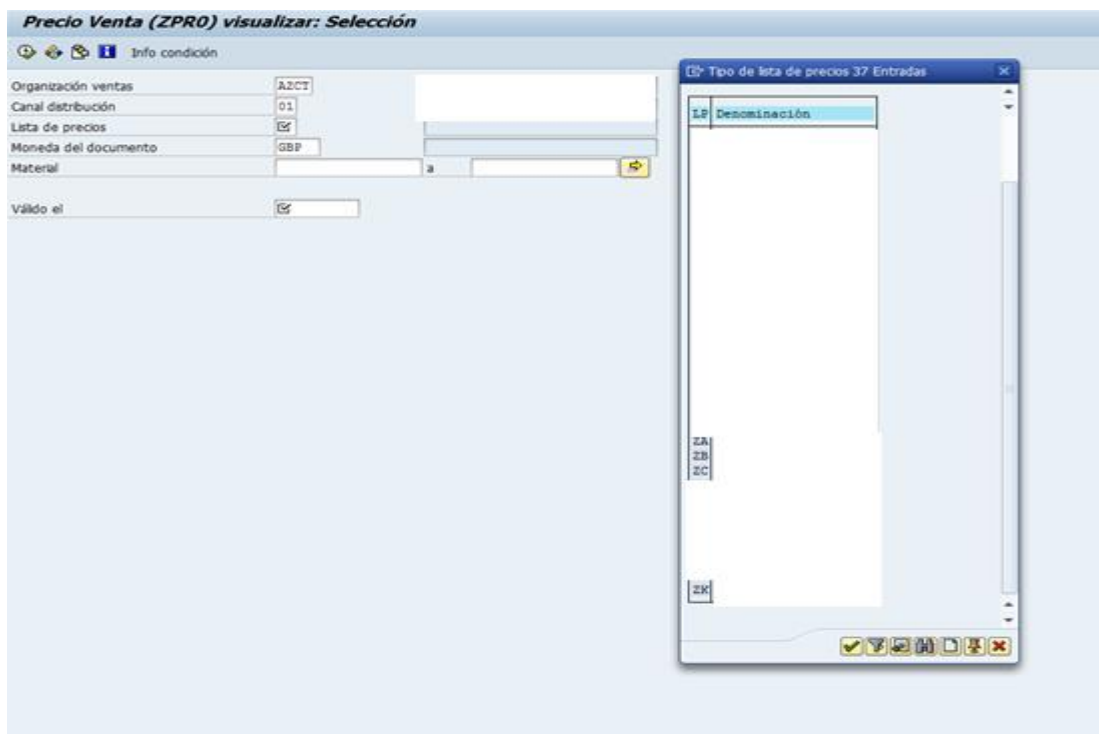 Precio Venta (ZPR0) visualizar: Selección
Info condición
Organización ventas A2CT
Canal distribución 01
Lista de precios
Moneda del documento GBP
Material a
Válido el
Tipo de lista de precios 37 Entradas
LP Denominación
ZA
ZB
ZC
ZK